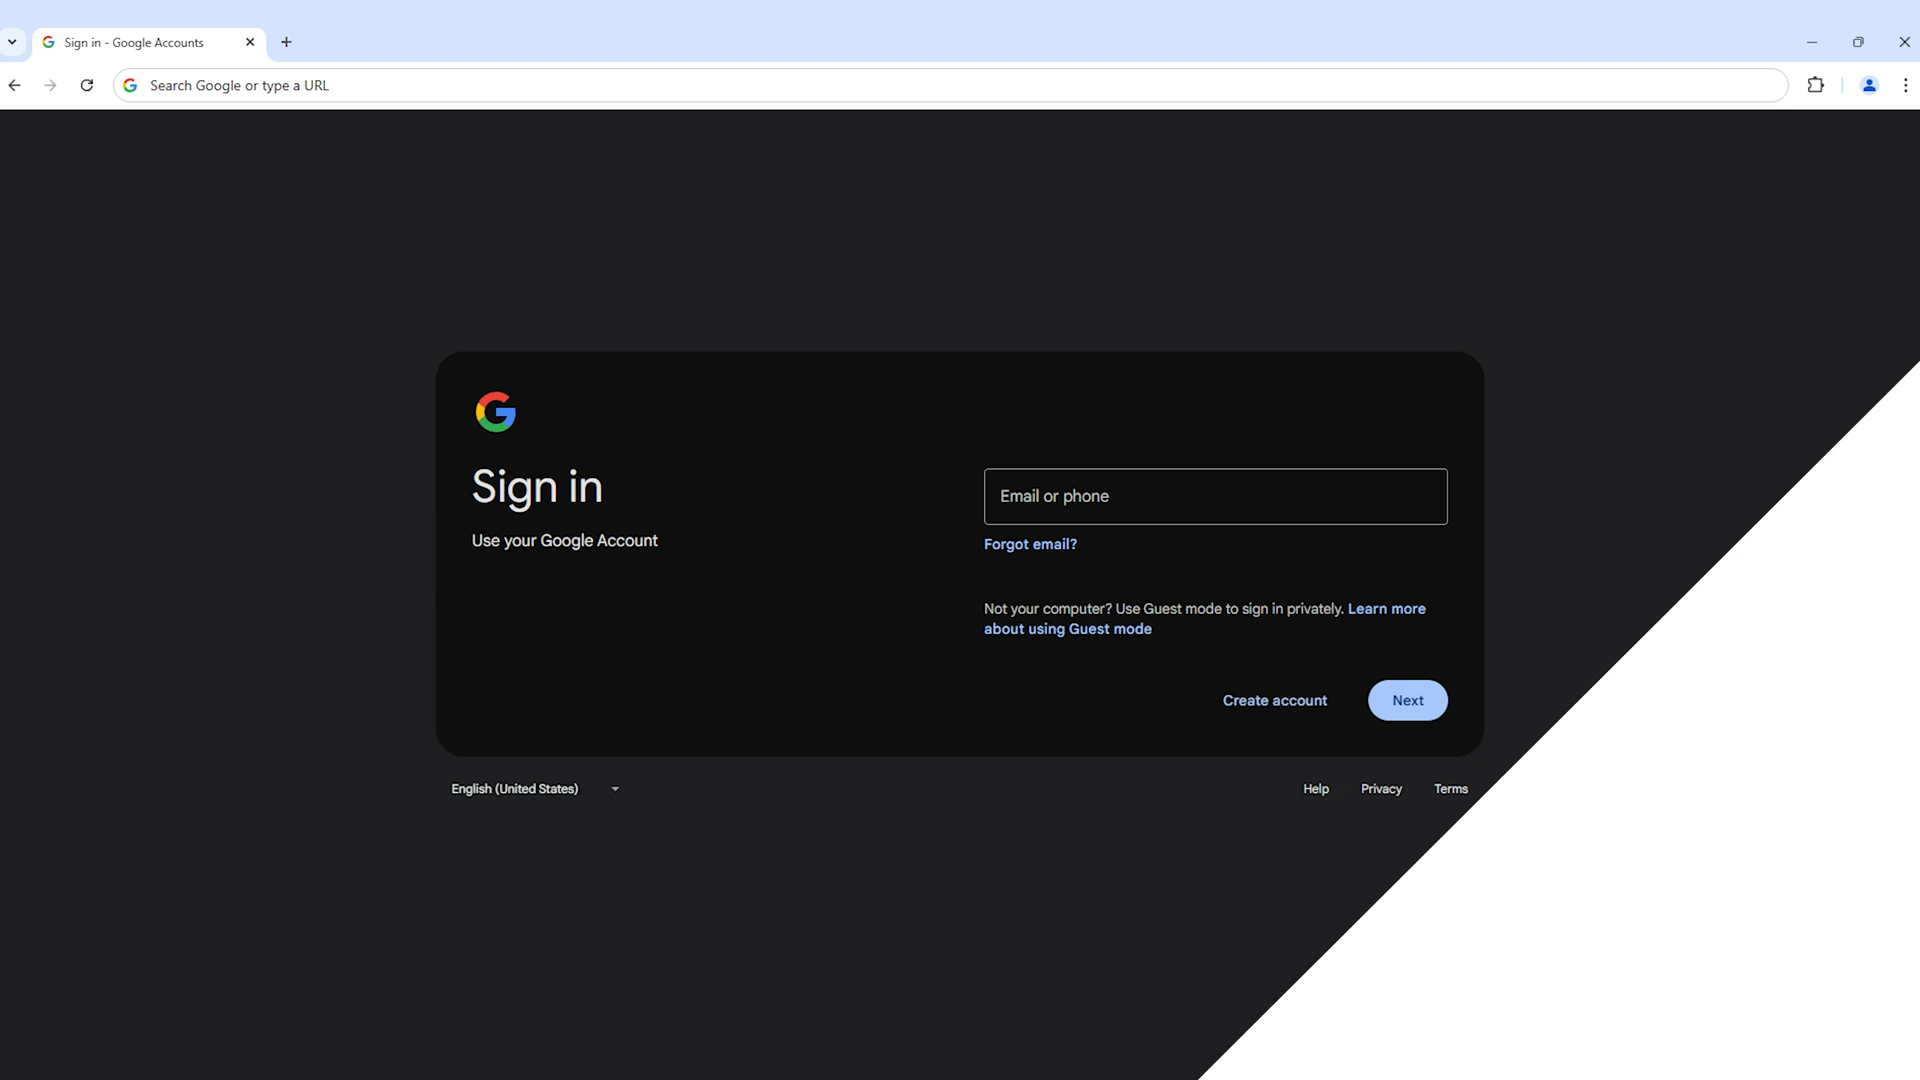 Sign in - Google Accounts
Search Google or type a URL
Sign in
Use your Google Account
Email or phone
Forgot email?
Not your computer? Use Guest mode to sign in privately. Learn more
about using Guest mode
Create account
Next
English (United States)
Help
Privacy
Terms